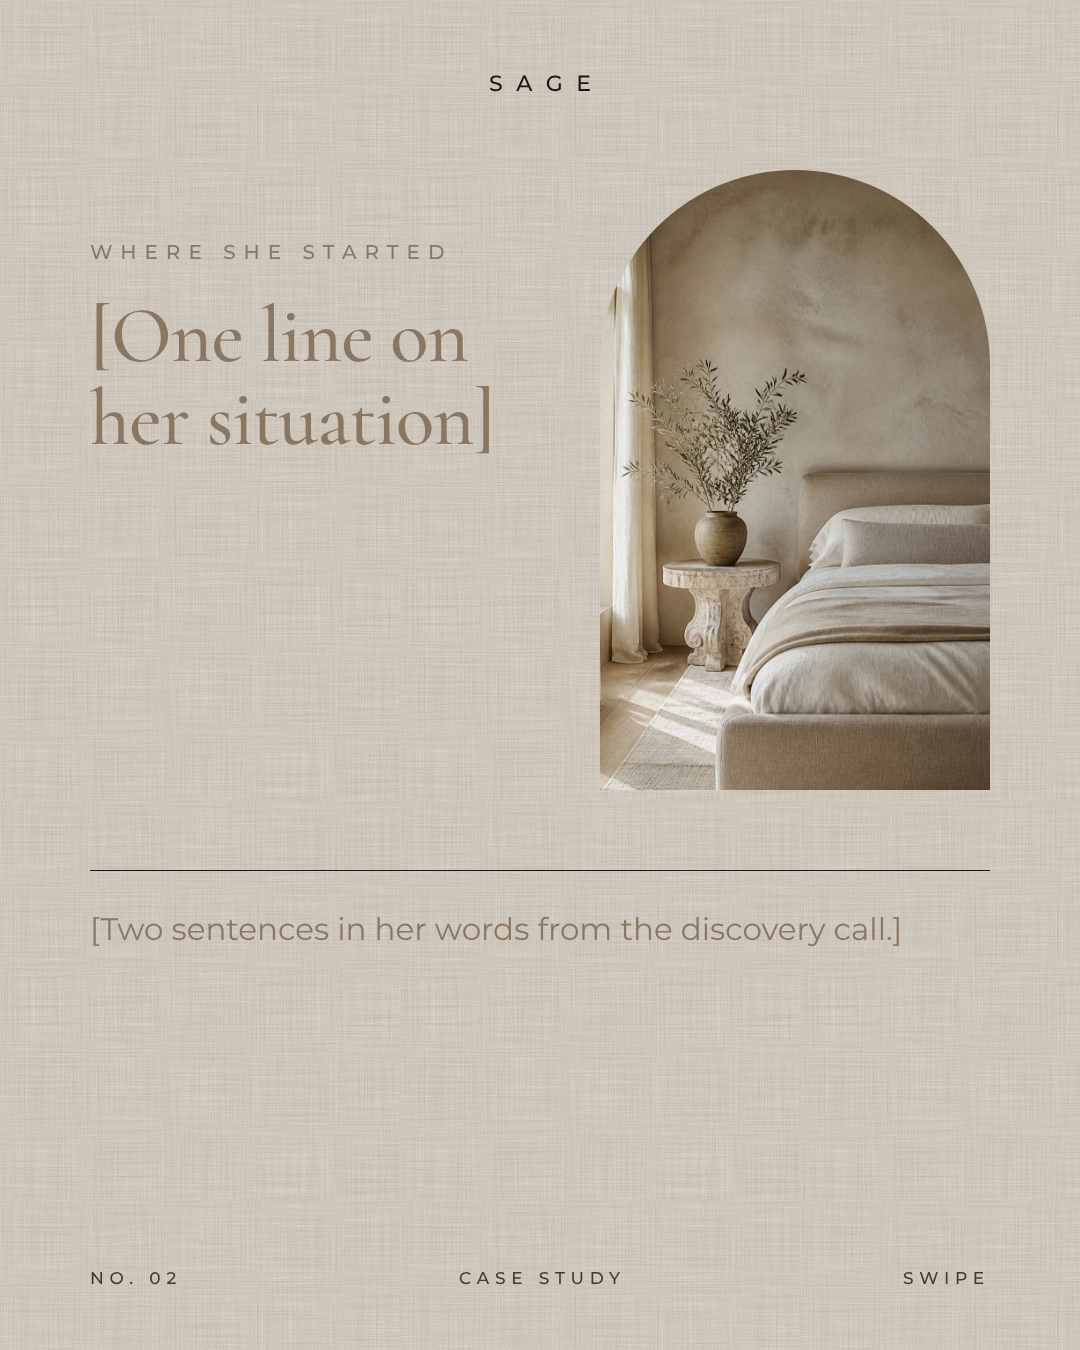 SAGE
WHERE SHE STARTED
[One line on
her situation]
[Two sentences in her words from the discovery call.]
NO. 02
CASE STUDY
SWIPE